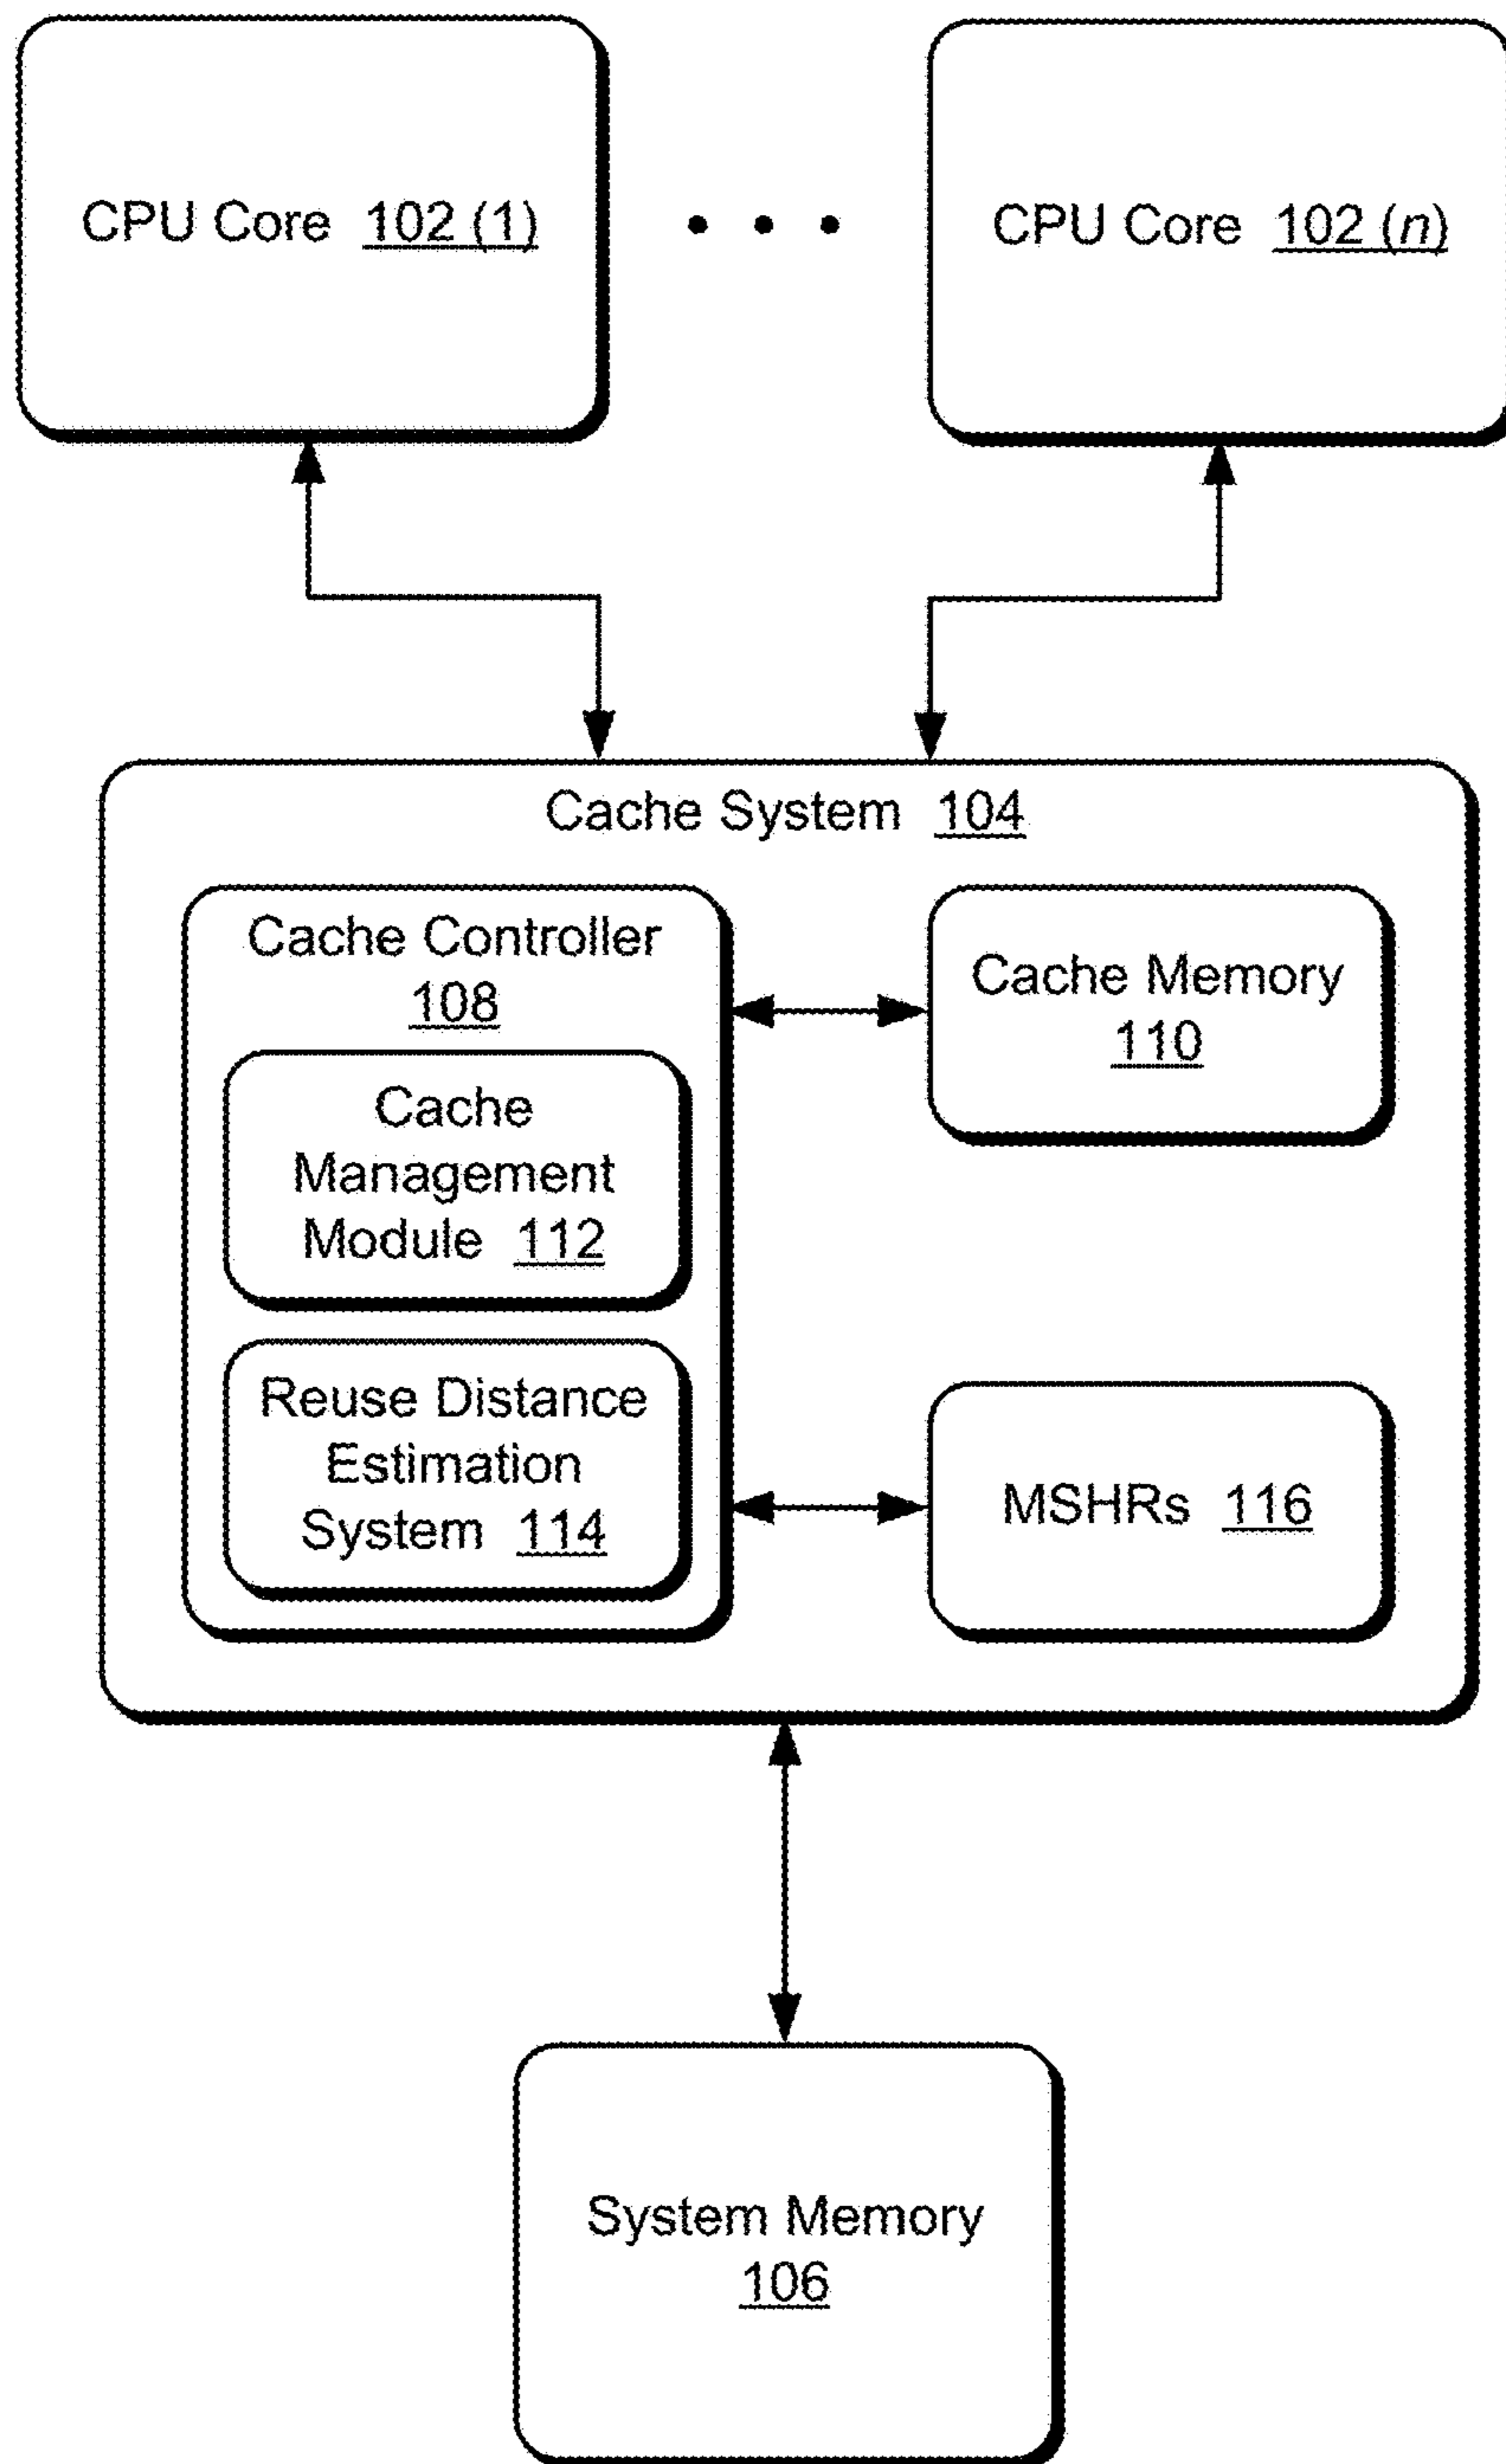 CPU Core 102 (1)
• • •
CPU Core 102 (n)
Cache System 104
Cache Controller
108
Cache
Management
Module 112
Reuse Distance
Estimation
System 114
Cache Memory
110
MSHRs 116
System Memory
106